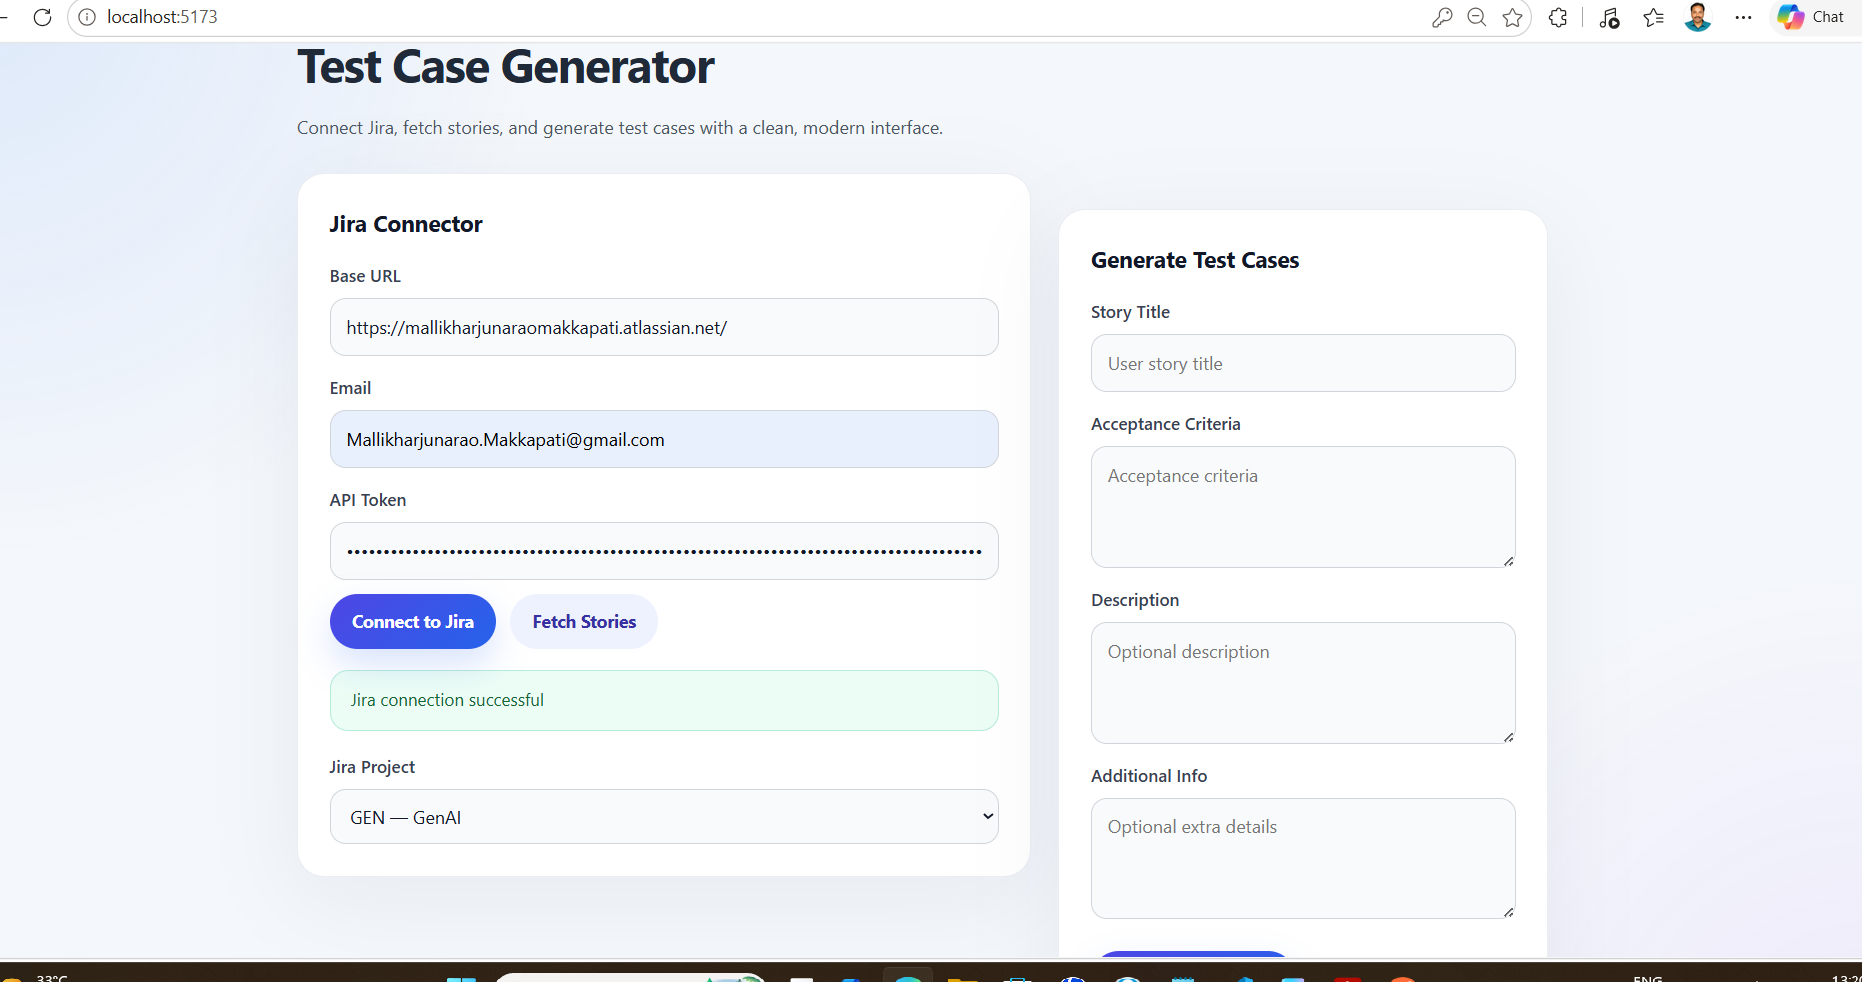 localhost:5173
Chat
Test Case Generator
Connect Jira, fetch stories, and generate test cases with a clean, modern interface.
Jira Connector
Base URL
https://mallikharjunaraomakkapati.atlassian.net/
Email
Mallikharjunarao.Makkapati@gmail.com
API Token
Connect to Jira
Fetch Stories
Jira connection successful
Jira Project
GEN — GenAI
Generate Test Cases
Story Title
User story title
Acceptance Criteria
Acceptance criteria
Description
Optional description
Additional Info
Optional extra details
33°C
ENG